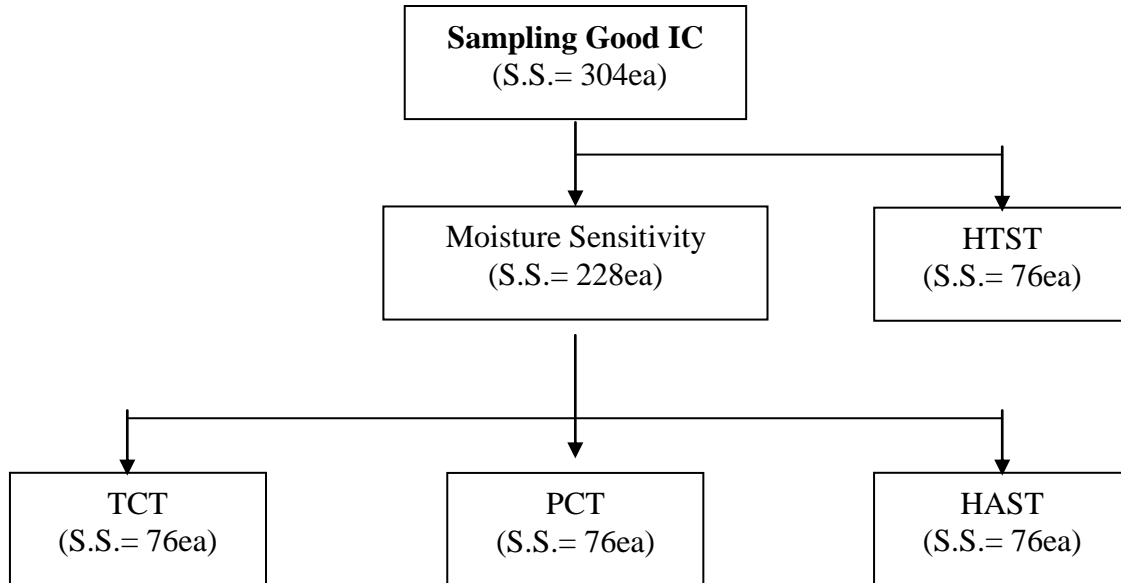 Sampling Good IC
(S.S.= 304ea)
Moisture Sensitivity
(S.S.= 228ea)
HTST
(S.S.= 76ea)
TCT
(S.S.= 76ea)
PCT
(S.S.= 76ea)
HAST
(S.S.= 76ea)